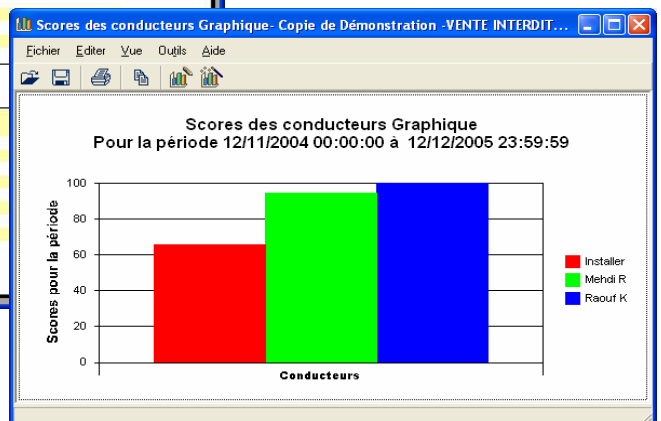 Scores des conducteurs Graphique- Copie de Démonstration -VENTE INTERDIT...
Fichier Editer Vue Outils Aide
Scores des conducteurs Graphique
Pour la période 12/11/2004 00:00:00 à 12/12/2005 23:59:59
Scores pour la période
100
80
60
40
20
0
Conducteurs
Installer
Mehdi R
Raouf K